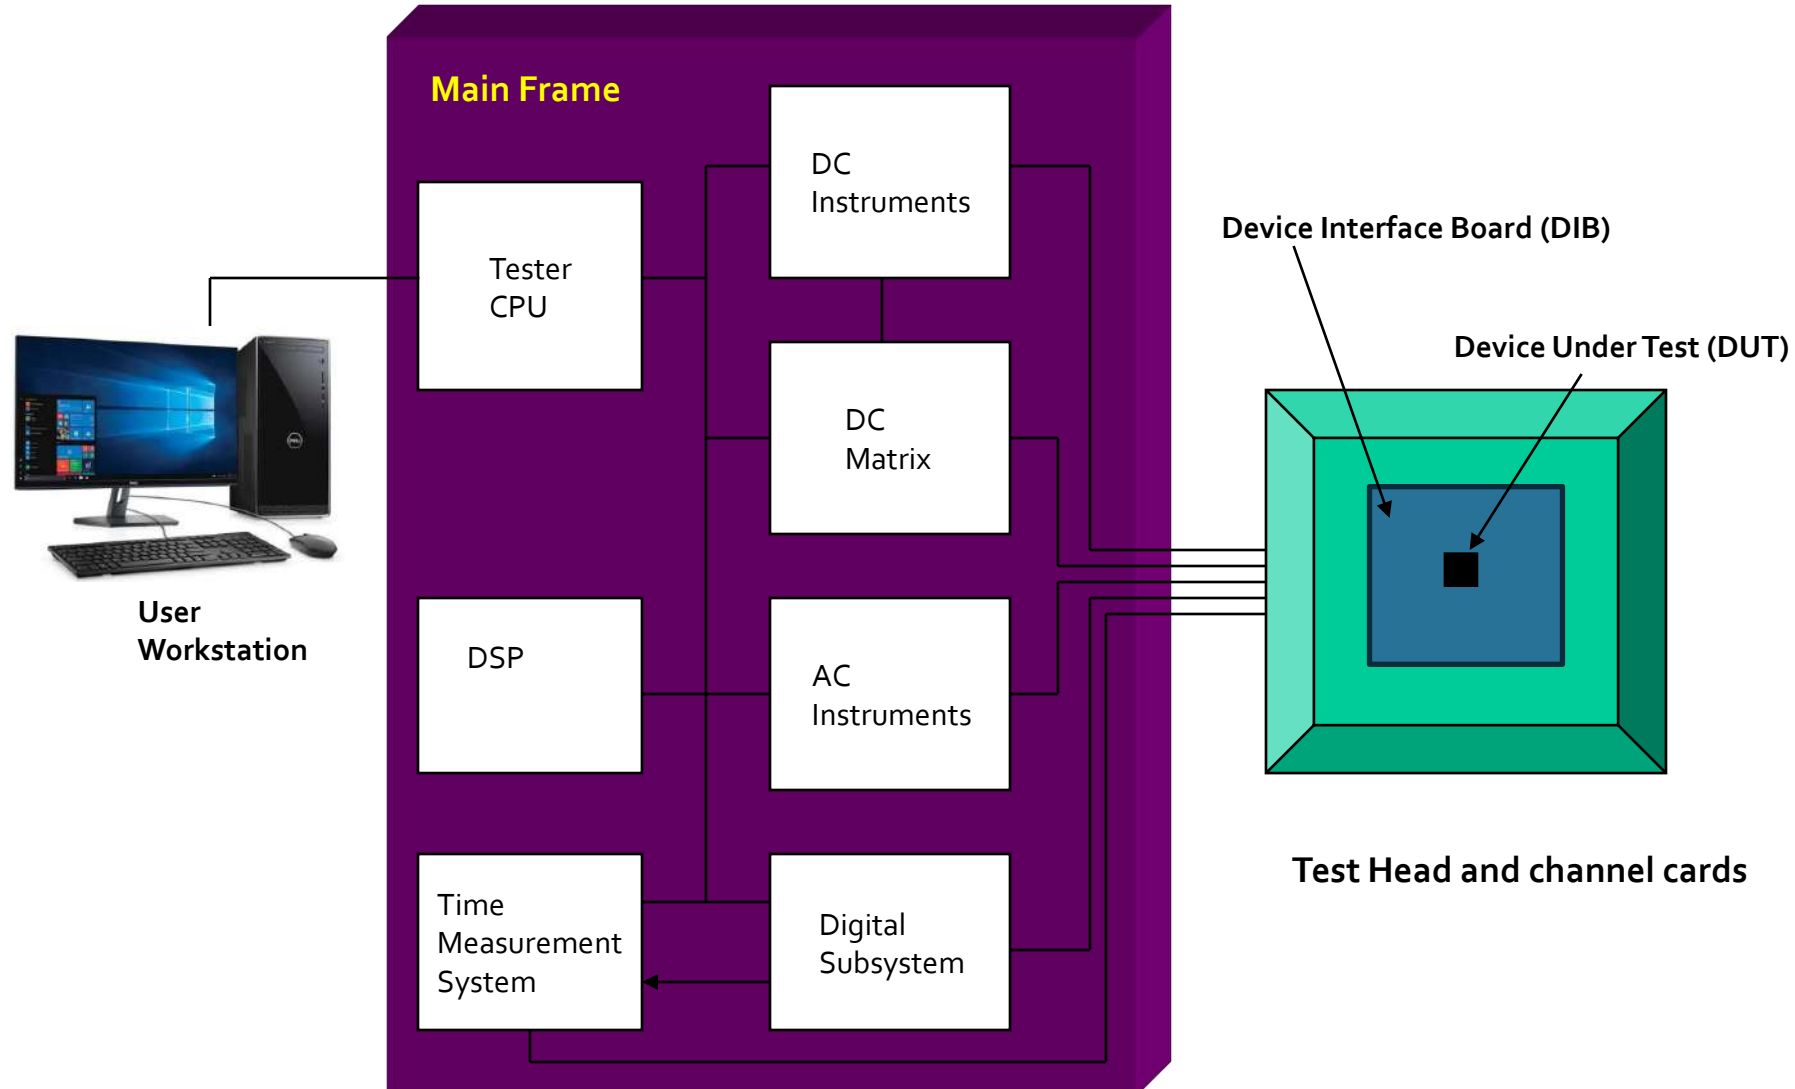 Main Frame
DC
Instruments
Tester
CPU
DC
Matrix
DSP
AC
Instruments
Time
Measurement
System
Digital
Subsystem
User
Workstation
Device Interface Board (DIB)
Device Under Test (DUT)
Test Head and channel cards